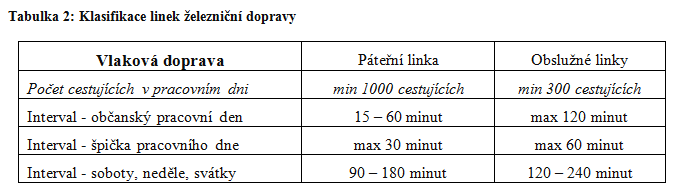 Tabulka 2: Klasifikace linek železniční dopravy
Vlaková doprava Páteřní linka Obslužné linky
Počet cestujících v pracovním dni min 1000 cestujících min 300 cestujících
Interval - občanský pracovní den 15 – 60 minut max 120 minut
Interval - špička pracovního dne max 30 minut max 60 minut
Interval - soboty, neděle, svátky 90 – 180 minut 120 – 240 minut